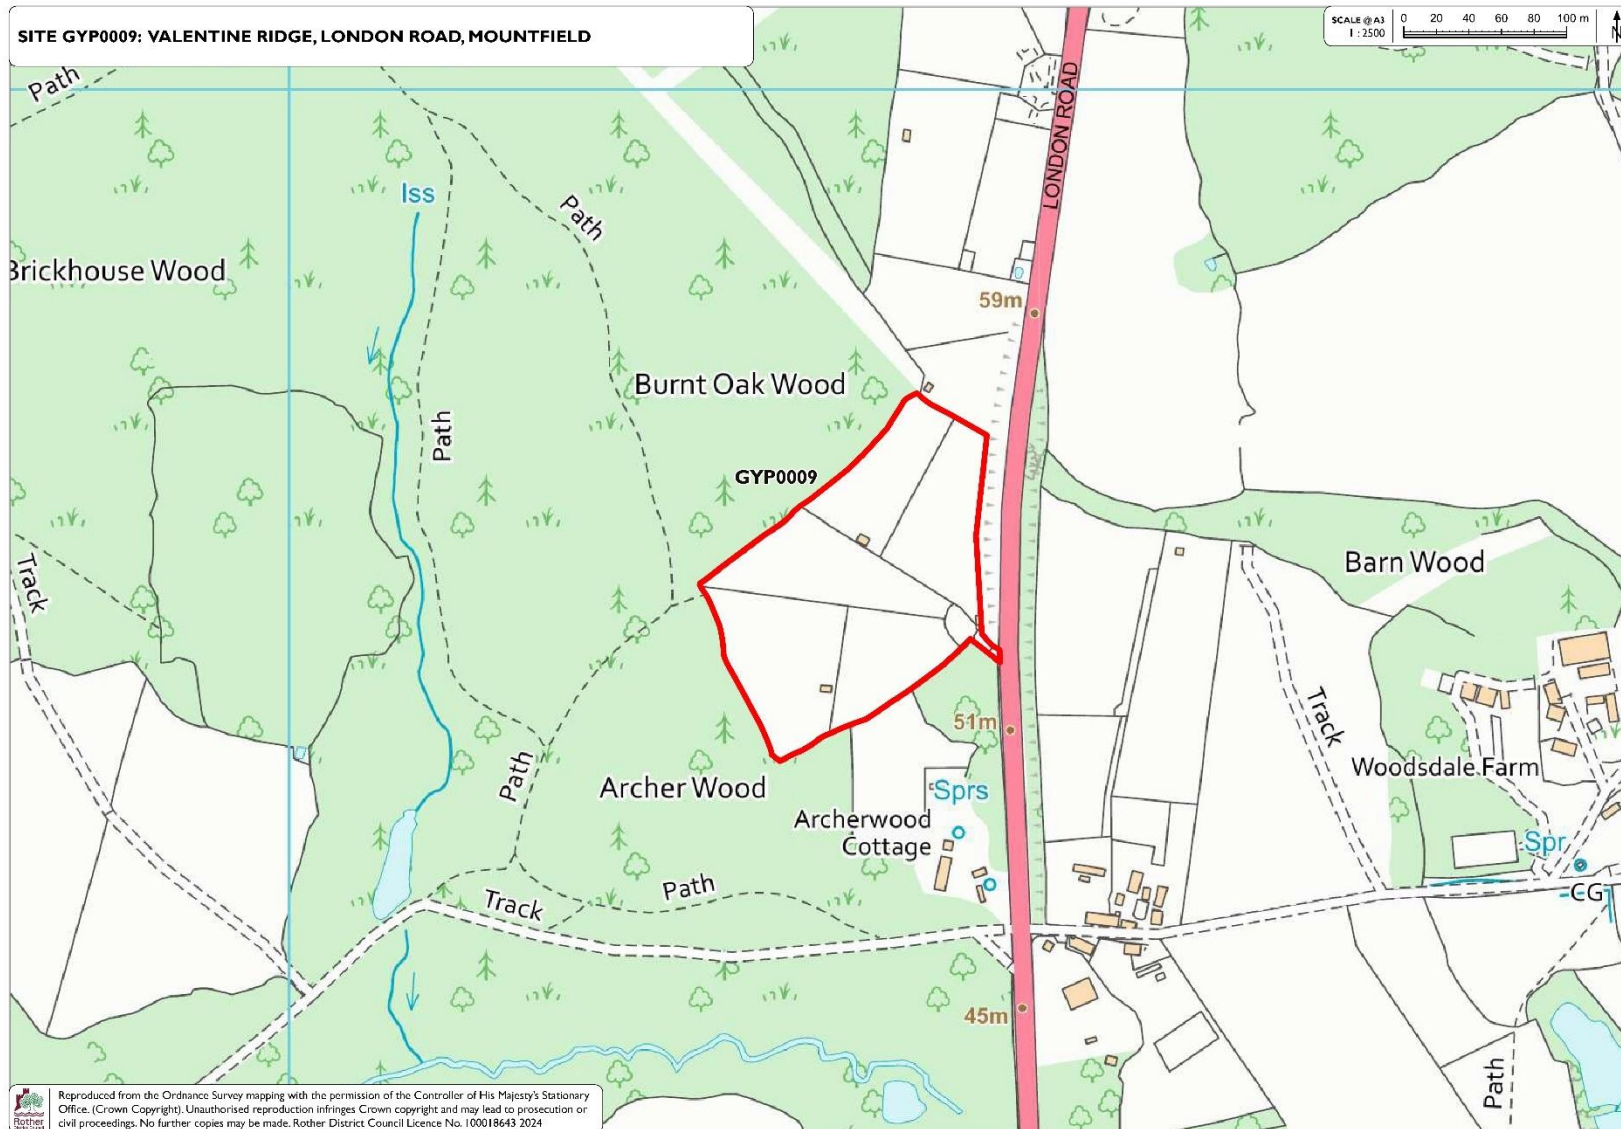 SITE GYP0009: VALENTINE RIDGE, LONDON ROAD, MOUNTFIELD
SCALE @ A3
1 : 2500
0 20 40 60 80 100 m
N
Path
LONDON ROAD
Iss
Path
Brickhouse Wood
59m
Burnt Oak Wood
Path
GYP0009
Track
Barn Wood
Track
51m
Path
Woodsdale Farm
Archer Wood
Sprs
Archerwood
Cottage
Spr
Path
Track
CG
45m
Path
Rother
Reproduced from the Ordnance Survey mapping with the permission of the Controller of His Majesty's Stationary
Office. (Crown Copyright). Unauthorised reproduction infringes Crown copyright and may lead to prosecution or
civil proceedings. No further copies may be made. Rother District Council Licence No. 100018643 2024